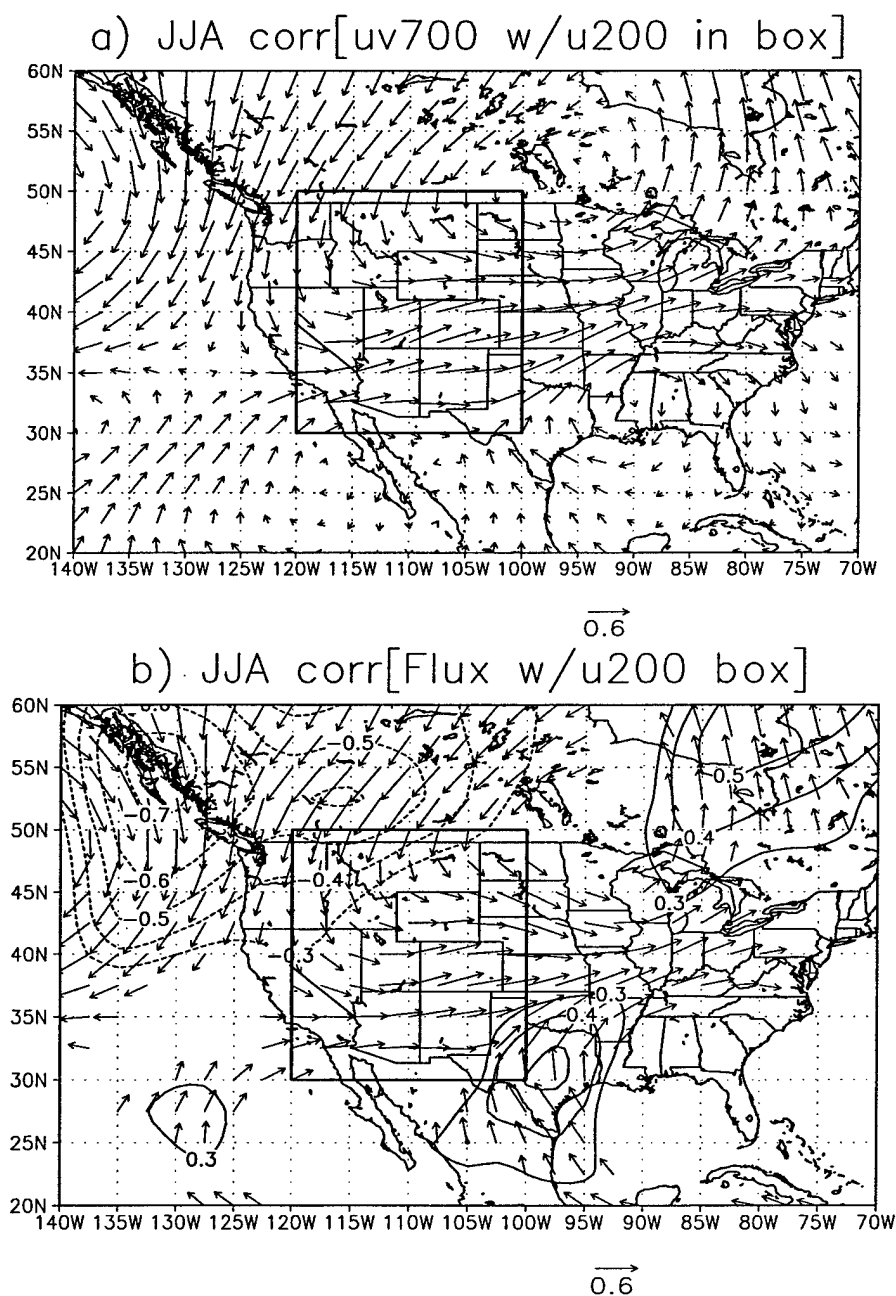 a) JJA corr[uv700 w/u200 in box]
60N
55N
50N
45N
40N
35N
30N
25N
20N
140W 135W 130W 125W 120W 115W 110W 105W 100W 95W 90W 85W 80W 75W 70W
0.6
b) JJA corr[Flux w/u200 box]
60N
-0.5
55N
0.5
-0.7
50N
0.4
-0.6
-0.4
45N
0.3
-0.5
40N
-0.3
0.3
35N
0.4
30N
25N
0.3
20N
140W 135W 130W 125W 120W 115W 110W 105W 100W 95W 90W 85W 80W 75W 70W
0.6